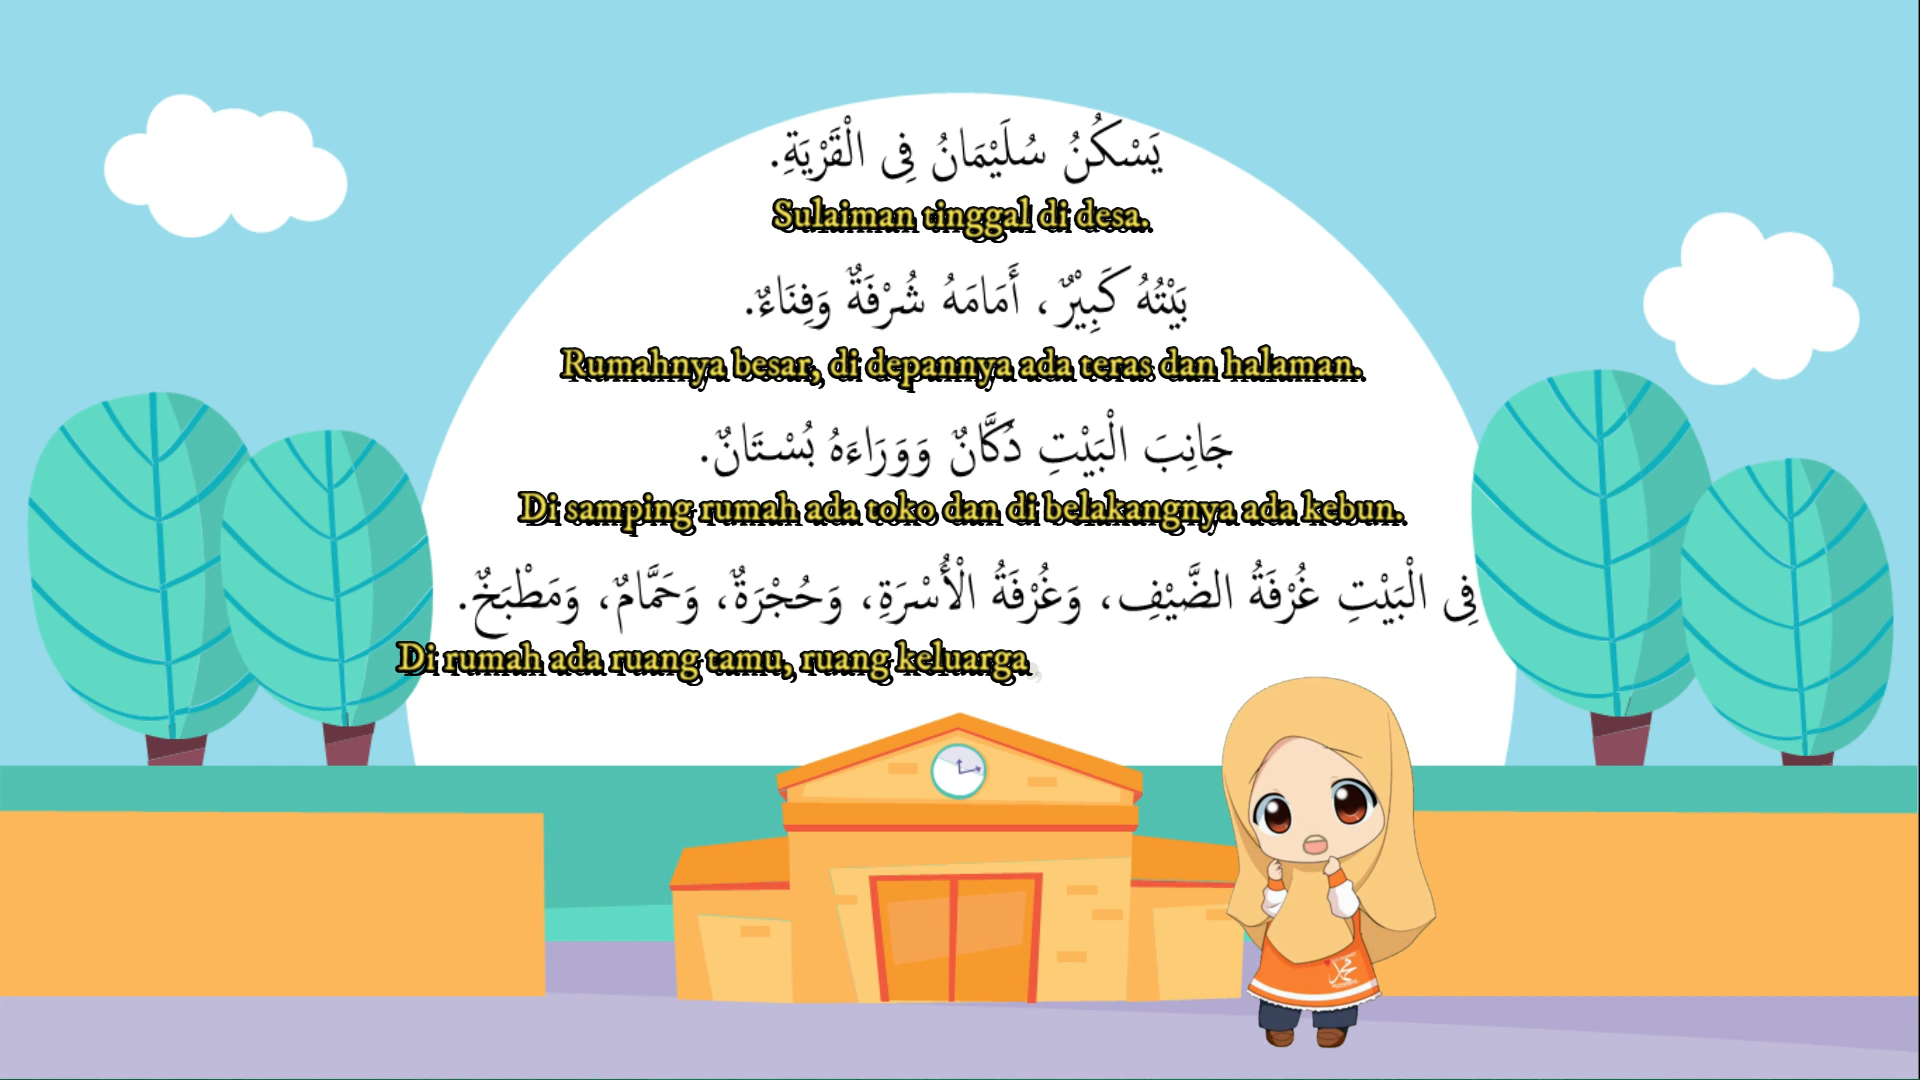 يَسْكُنُ سُلَيْمَانُ فِى الْقَرْيَةِ.
Sulaiman tinggal di desa.
بَيْتُهُ كَبِيْرٌ، أَمَامَهُ شُرْفَةٌ وَفِنَاءٌ.
Rumahnya besar, di depannya ada teras dan halaman.
جَانِبَ الْبَيْتِ دُكَّانٌ وَوَرَاءَهُ بُسْتَانٌ.
Di samping rumah ada toko dan di belakangnya ada kebun.
فِى الْبَيْتِ غُرْفَةُ الضَّيْفِ، وَغُرْفَةُ الْأُسْرَةِ، وَحُجْرَةٌ، وَحَمَّامٌ، وَمَطْبَخٌ.
Di rumah ada ruang tamu, ruang keluarga,